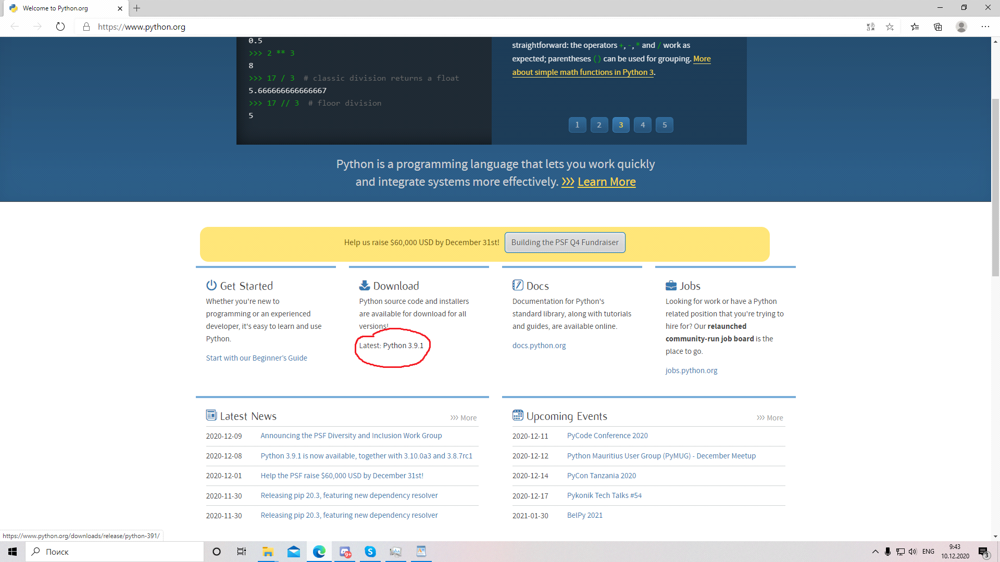 Welcome to Python.org
https://www.python.org
0.5
>>> 2 ** 3
8
>>> 17 / 3  # classic division returns a float
5.666666666666667
>>> 17 // 3  # floor division
5
straightforward: the operators +, -, * and / work as
expected; parentheses () can be used for grouping. More
about simple math functions in Python 3.
1 2 3 4 5
Python is a programming language that lets you work quickly
and integrate systems more effectively. >>> Learn More
Help us raise $60,000 USD by December 31st! Building the PSF Q4 Fundraiser
Get Started
Whether you're new to
programming or an experienced
developer, it's easy to learn and use
Python.
Start with our Beginner's Guide
Download
Python source code and installers
are available for download for all
versions!
Latest: Python 3.9.1
Docs
Documentation for Python's
standard library, along with tutorials
and guides, are available online.
docs.python.org
Jobs
Looking for work or have a Python
related position that you're trying to
hire for? Our relaunched
community-run job board is the
place to go.
jobs.python.org
Latest News
>>> More
2020-12-09 Announcing the PSF Diversity and Inclusion Work Group
2020-12-08 Python 3.9.1 is now available, together with 3.10.0a3 and 3.8.7rc1
2020-12-01 Help the PSF raise $60,000 USD by December 31st!
2020-11-30 Releasing pip 20.3, featuring new dependency resolver
2020-11-30 Releasing pip 20.3, featuring new dependency resolver
Upcoming Events
>>> More
2020-12-11 PyCode Conference 2020
2020-12-12 Python Mauritius User Group (PyMUG) - December Meetup
2020-12-14 PyCon Tanzania 2020
2020-12-17 Pykonik Tech Talks #54
2021-01-30 BelPy 2021
https://www.python.org/downloads/release/python-391/
Поиск
9+
ENG
9:43
10.12.2020
3